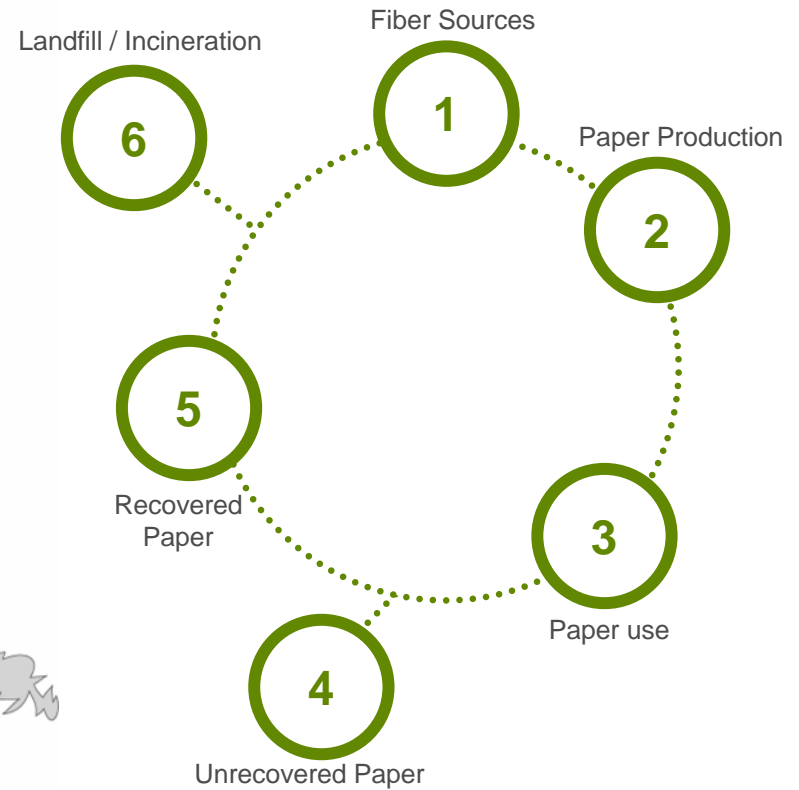 Fiber Sources
1
Paper Production
2
3
Paper use
4
Unrecovered Paper
5
Recovered
Paper
Landfill / Incineration
6